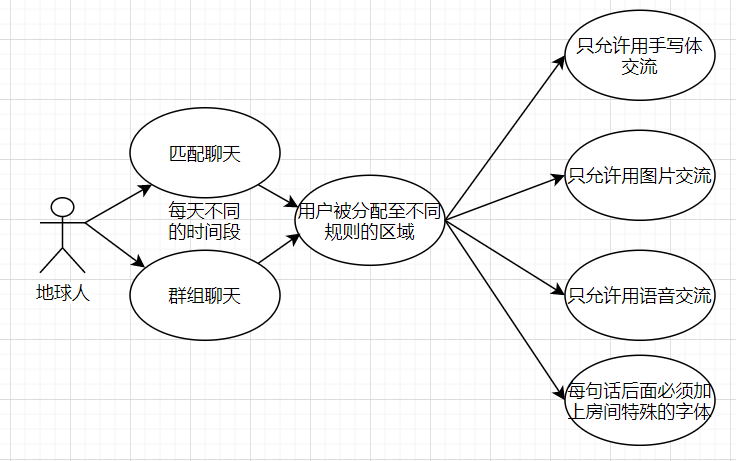 只允许用手写体
交流
匹配聊天
只允许用图片交流
每天不同
的时间段
用户被分配至不同
规则的区域
地球人
群组聊天
只允许用语音交流
每句话后面必须加
上房间特殊的字体